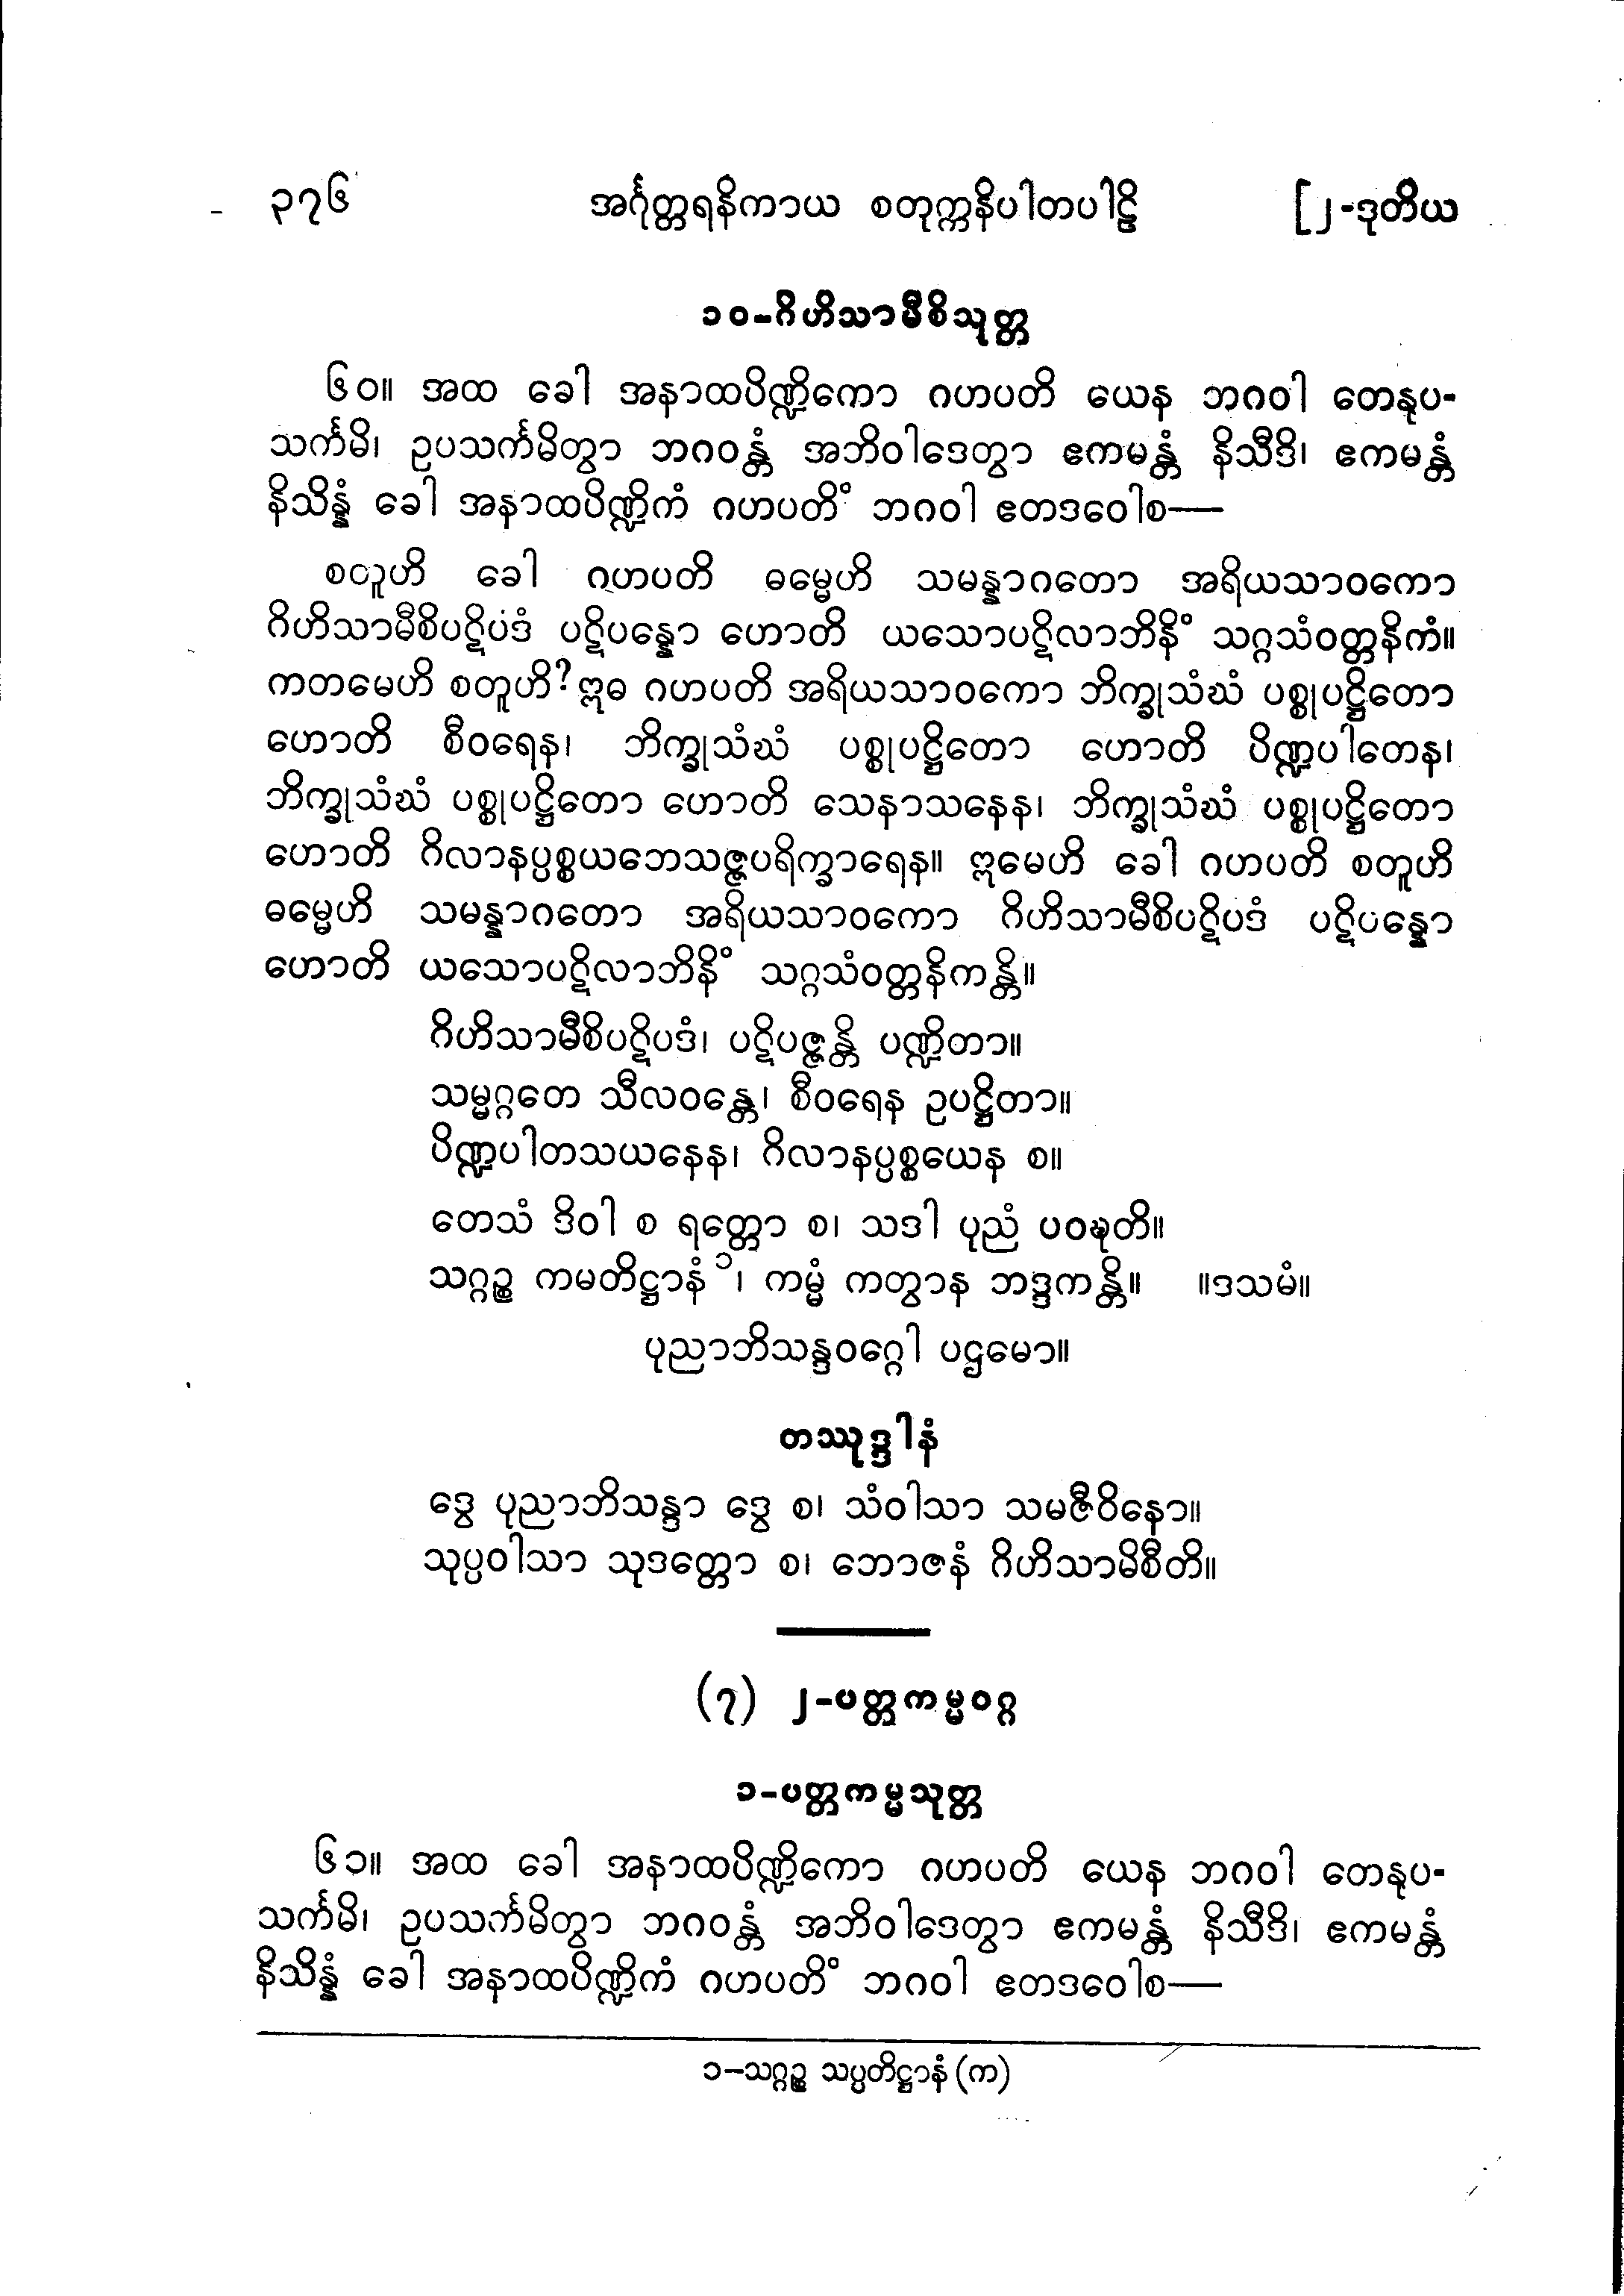 ၃၇၆ အင်္ဂုတ္တရနိကာယ စတုက္ကနိပါတပါဠိ [၂-ဒုတိယ
၁၀-ဂိဟိသာမီစိသုတ္တ
၆၀။ အထ ခေါ အနာထပိဏ္ဍိကော ဂဟပတိ ယေန ဘဂဝါ တေနုပ-
သင်္ကမိ၊ ဥပသင်္ကမိတွာ ဘဂဝန္တံ အဘိဝါဒေတွာ ဧကမန္တံ နိသီဒိ၊ ဧကမန္တံ
နိသိန္နံ ခေါ အနာထပိဏ္ဍိကံ ဂဟပတိံ ဘဂဝါ ဧတဒဝေါစ—
စတူဟိ ခေါ ဂဟပတိ ဓမ္မေဟိ သမန္နာဂတော အရိယသာဝကော
ဂိဟိသာမီစိပဋိပဒံ ပဋိပန္နော ဟောတိ ယသောပဋိလာဘိနိံ သဂ္ဂသံဝတ္တနိကံ။
ကတမေဟိ စတူဟိ? ဣဓ ဂဟပတိ အရိယသာဝကော ဘိက္ခုသံဃံ ပစ္စုပဋ္ဌိတော
ဟောတိ စီဝရေန၊ ဘိက္ခုသံဃံ ပစ္စုပဋ္ဌိတော ဟောတိ ပိဏ္ဍပါတေန၊
ဘိက္ခုသံဃံ ပစ္စုပဋ္ဌိတော ဟောတိ သေနာသနေန၊ ဘိက္ခုသံဃံ ပစ္စုပဋ္ဌိတော
ဟောတိ ဂိလာနပ္ပစ္စယဘေသဇ္ဇပရိက္ခာရေန။ ဣမေဟိ ခေါ ဂဟပတိ စတူဟိ
ဓမ္မေဟိ သမန္နာဂတော အရိယသာဝကော ဂိဟိသာမီစိပဋိပဒံ ပဋိပန္နော
ဟောတိ ယသောပဋိလာဘိနိံ သဂ္ဂသံဝတ္တနိကန္တိ။
ဂိဟိသာမီစိပဋိပဒံ၊ ပဋိပဇ္ဇန္တိ ပဏ္ဍိတာ။
သမ္မဂ္ဂတေ သီလဝန္တေ၊ စီဝရေန ဥပဋ္ဌိတာ။
ပိဏ္ဍပါတသယနေန၊ ဂိလာနပ္ပစ္စယေန စ။
တေသံ ဒိဝါ စ ရတ္တော စ၊ သဒါ ပုညံ ပဝဍ္ဎတိ။
သဂ္ဂဉ္စ ကမတိဋ္ဌာနံ ၁၊ ကမ္မံ ကတွာန ဘဒ္ဒကန္တိ။ ။ဒသမံ။
ပုညာဘိသန္ဒဝဂ္ဂေါ ပဌမော။
တဿုဒ္ဒါနံ
ဒွေ ပုညာဘိသန္ဒာ ဒွေ စ၊ သံဝါသာ သမဇီဝိနော။
သုပ္ပဝါသာ သုဒတ္တော စ၊ ဘောဇနံ ဂိဟိသာမိစီတိ။
(၇) ၂-ပတ္တကမ္မဝဂ္ဂ
၁-ပတ္တကမ္မသုတ္တ
၆၁။ အထ ခေါ အနာထပိဏ္ဍိကော ဂဟပတိ ယေန ဘဂဝါ တေနုပ-
သင်္ကမိ၊ ဥပသင်္ကမိတွာ ဘဂဝန္တံ အဘိဝါဒေတွာ ဧကမန္တံ နိသီဒိ၊ ဧကမန္တံ
နိသိန္နံ ခေါ အနာထပိဏ္ဍိကံ ဂဟပတိံ ဘဂဝါ ဧတဒဝေါစ—
၁—သဂ္ဂဉ္စ သပ္ပတိဋ္ဌာနံ (က)